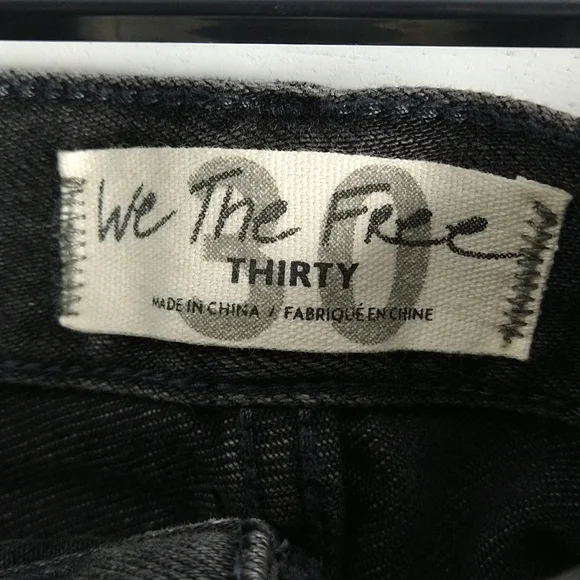 30
We The Free
THIRTY
MADE IN CHINA / FABRIQUÉ EN CHINE